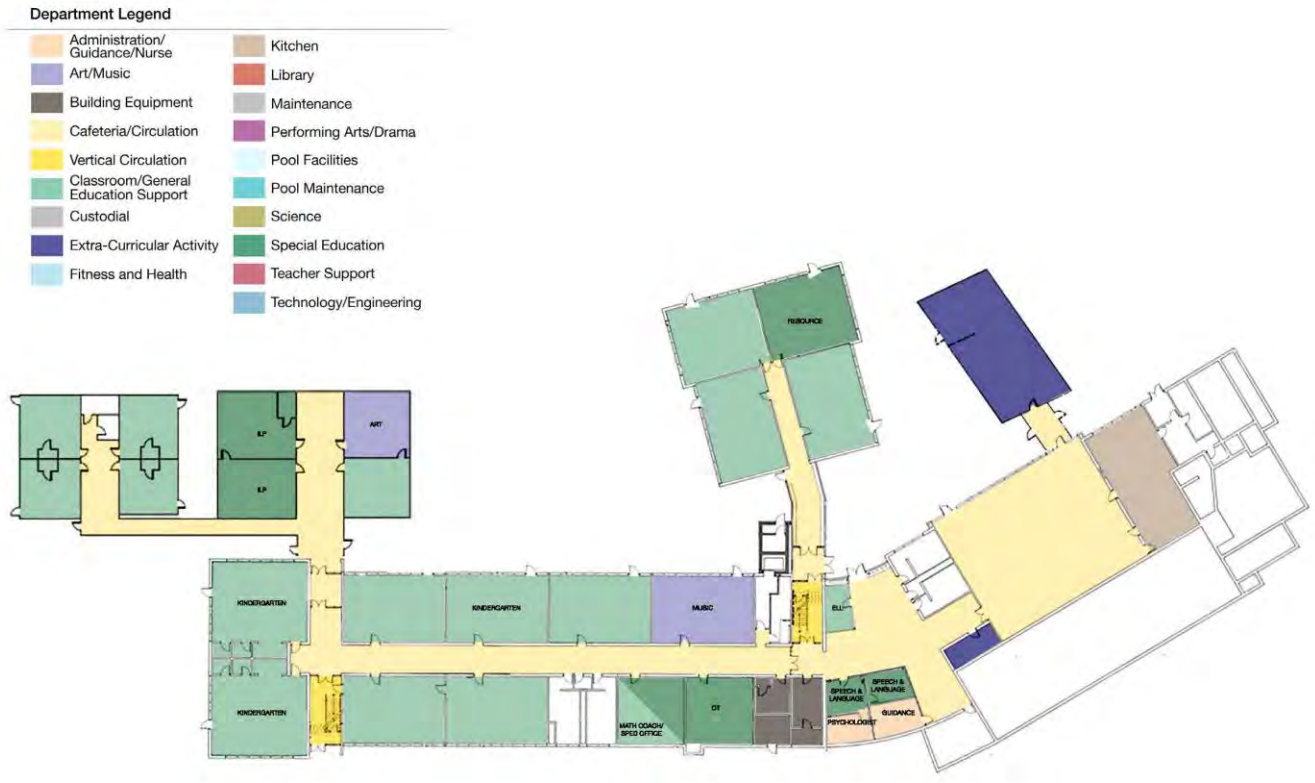 Department Legend
Administration/
Guidance/Nurse
Art/Music
Building Equipment
Cafeteria/Circulation
Vertical Circulation
Classroom/General
Education Support
Custodial
Extra-Curricular Activity
Fitness and Health
Kitchen
Library
Maintenance
Performing Arts/Drama
Pool Facilities
Pool Maintenance
Science
Special Education
Teacher Support
Technology/Engineering
RESOURCE
ILP
ART
ILP
KINDERGARTEN
KINDERGARTEN
MUSIC
ELL
KINDERGARTEN
MATH COACH/
SPED OFFICE
OT
SPEECH &
LANGUAGE
SPEECH &
LANGUAGE
PSYCHOLOGIST
GUIDANCE